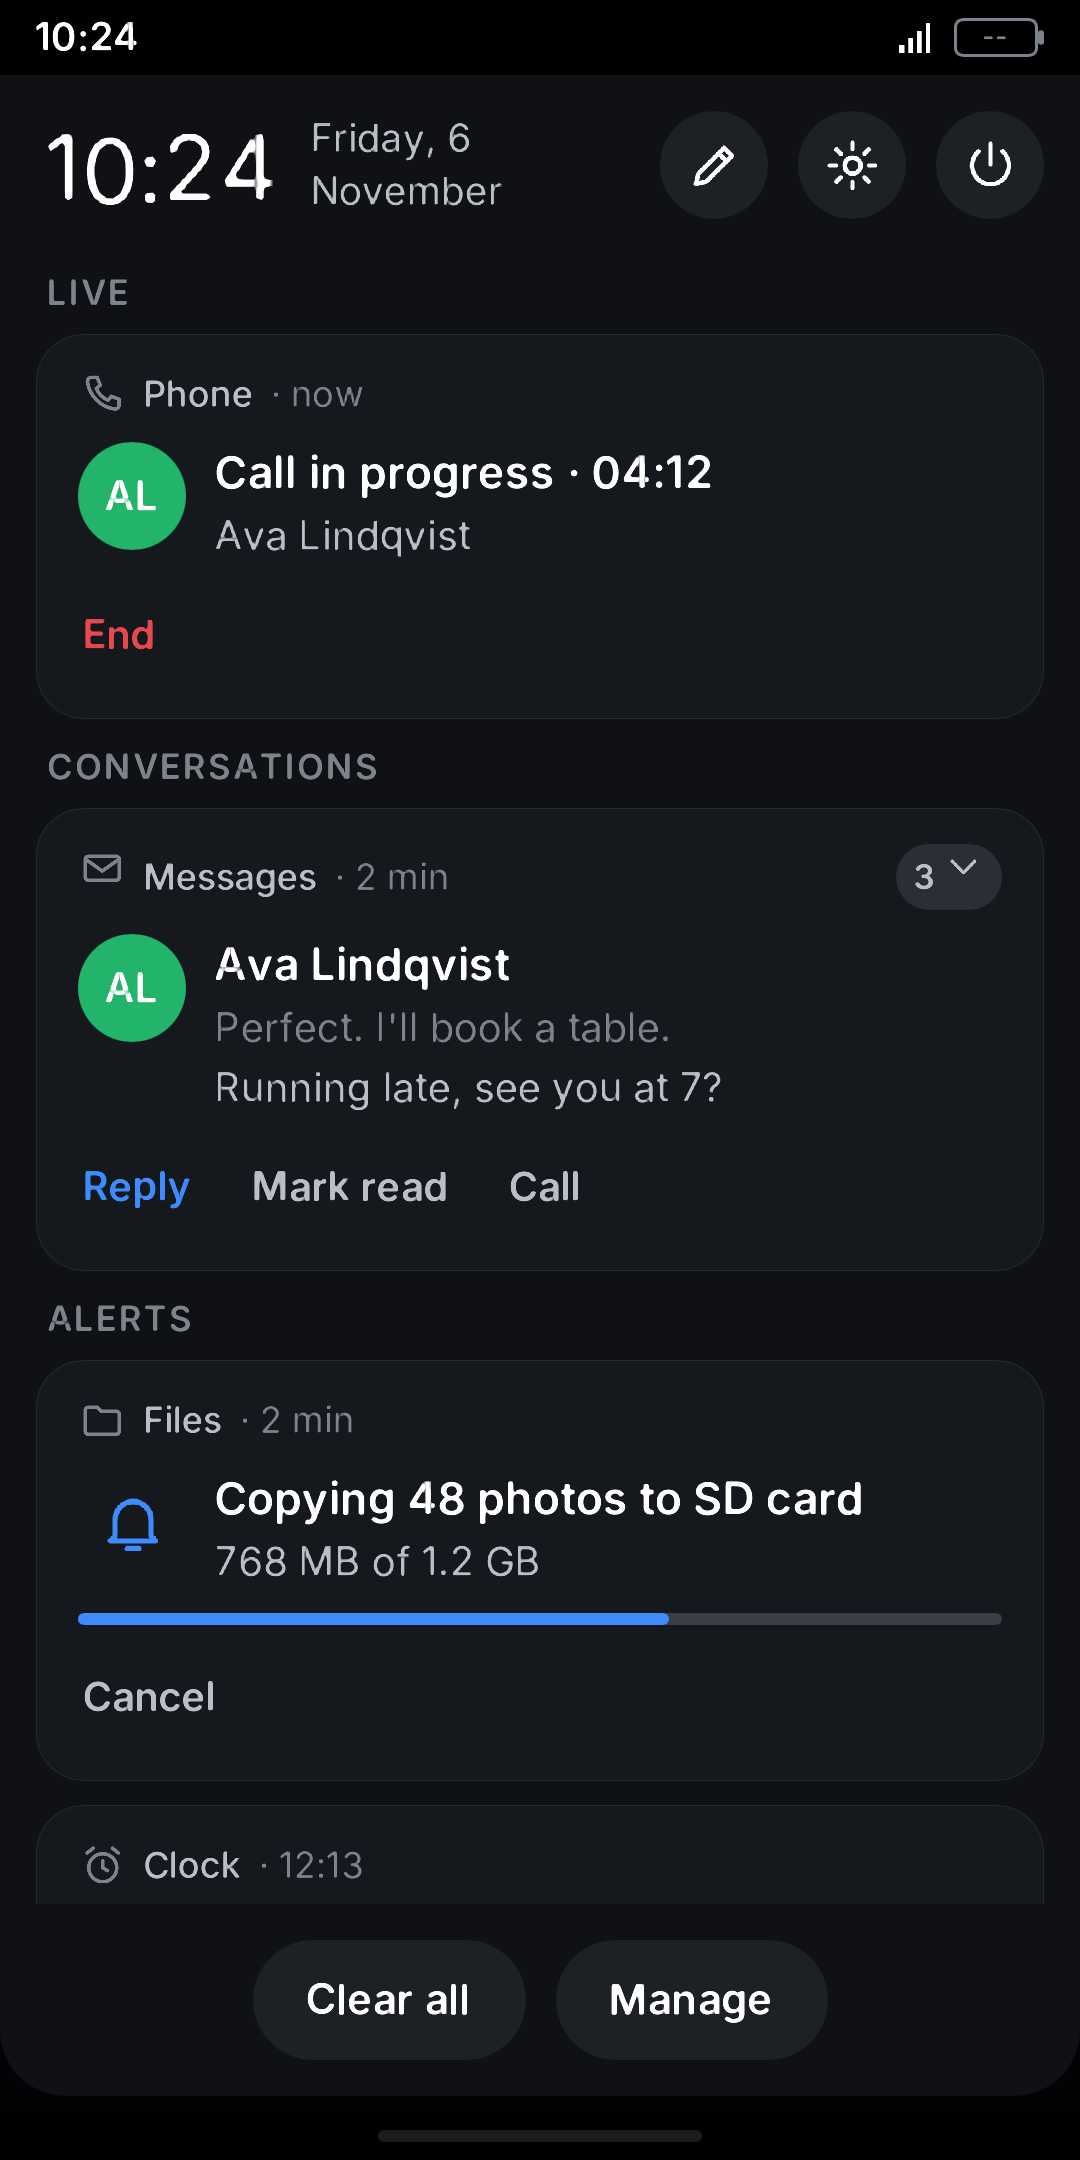 10:24
--
10:24
Friday, 6
November
LIVE
Phone · now
AL
Call in progress · 04:12
Ava Lindqvist
End
CONVERSATIONS
Messages · 2 min
3
AL
Ava Lindqvist
Perfect. I'll book a table.
Running late, see you at 7?
Reply Mark read Call
ALERTS
Files · 2 min
Copying 48 photos to SD card
768 MB of 1.2 GB
Cancel
Clock · 12:13
Clear all Manage